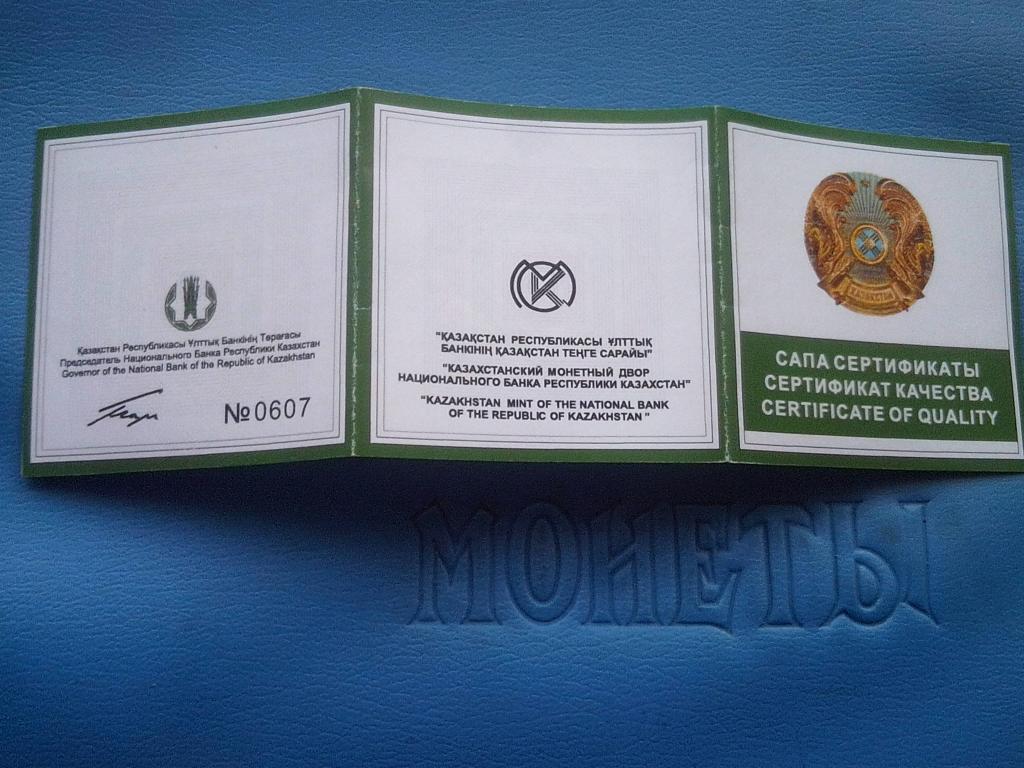 Қазақстан Республикасы Ұлттық Банкінің Төрағасы
Председатель Национального Банка Республики Казахстан
Governor of the National Bank of the Republic of Kazakhstan
№0607
"ҚАЗАҚСТАН РЕСПУБЛИКАСЫ ҰЛТТЫҚ
БАНКІНІҢ ҚАЗАҚСТАН ТЕҢГЕ САРАЙЫ"
"КАЗАХСТАНСКИЙ МОНЕТНЫЙ ДВОР
НАЦИОНАЛЬНОГО БАНКА РЕСПУБЛИКИ КАЗАХСТАН"
"KAZAKHSTAN MINT OF THE NATIONAL BANK
OF THE REPUBLIC OF KAZAKHSTAN "
ҚАЗАҚСТАН
САПА СЕРТИФИКАТЫ
СЕРТИФИКАТ КАЧЕСТВА
CERTIFICATE OF QUALITY
МОНЕТЫ